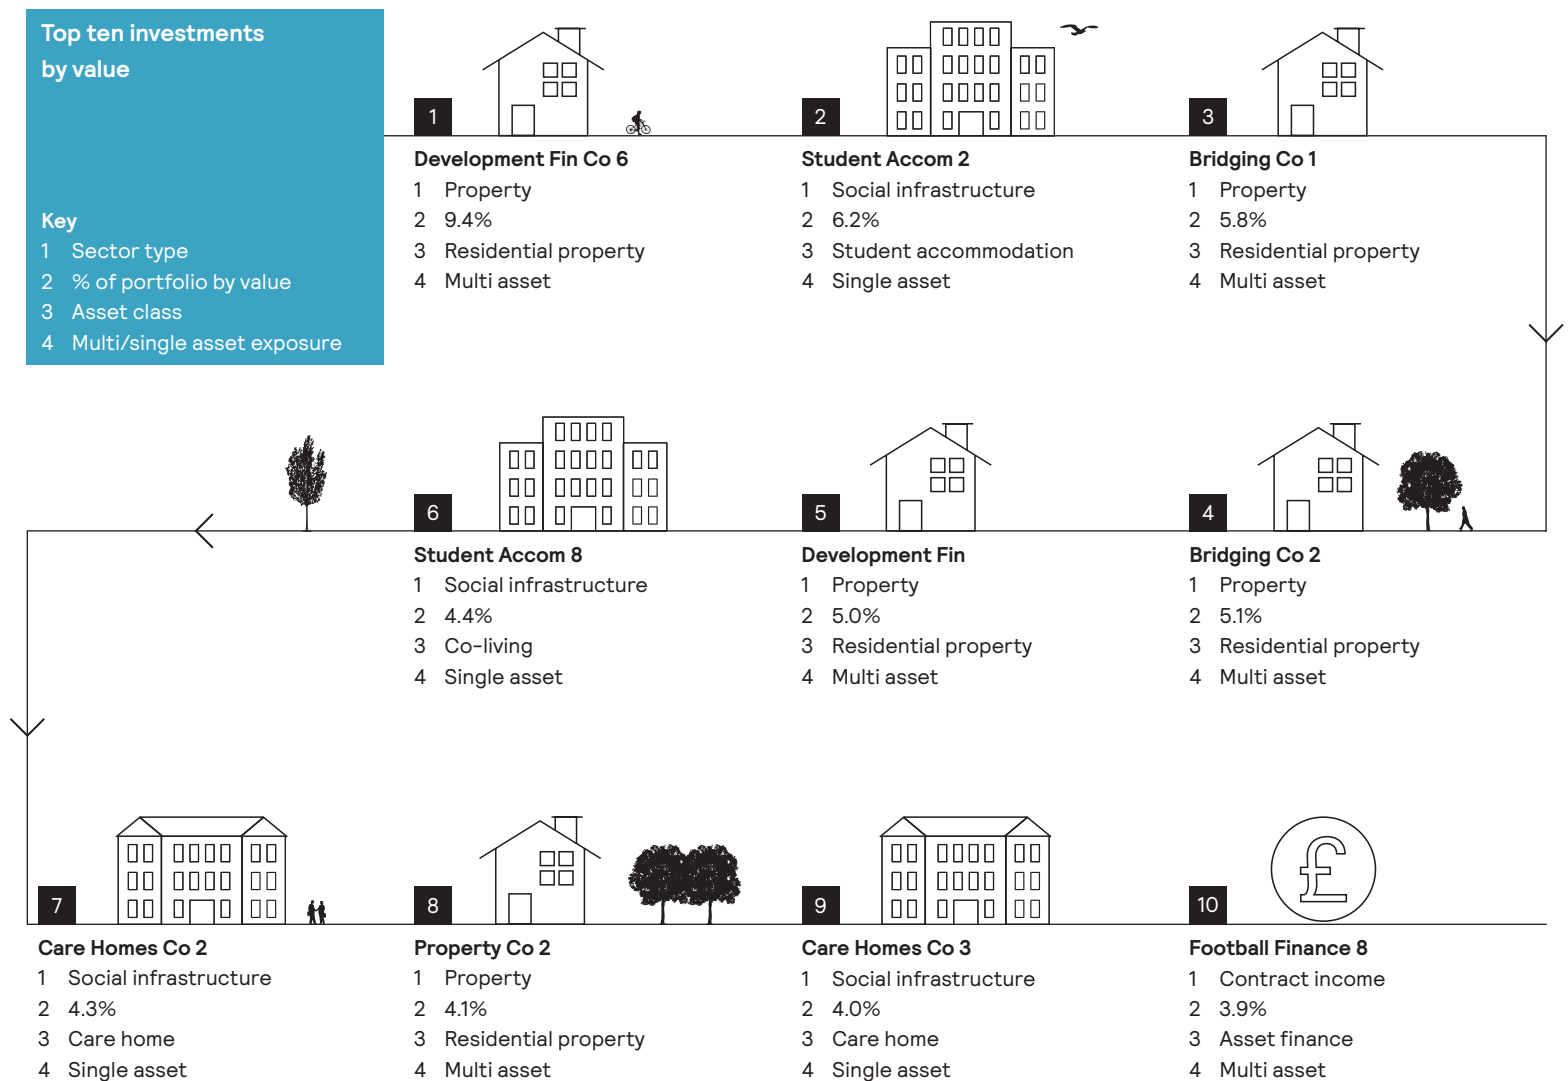 Top ten investments
by value
Key
1 Sector type
2 % of portfolio by value
3 Asset class
4 Multi/single asset exposure
1
Development Fin Co 6
1 Property
2 9.4%
3 Residential property
4 Multi asset
2
Student Accom 2
1 Social infrastructure
2 6.2%
3 Student accommodation
4 Single asset
3
Bridging Co 1
1 Property
2 5.8%
3 Residential property
4 Multi asset
4
Bridging Co 2
1 Property
2 5.1%
3 Residential property
4 Multi asset
5
Development Fin
1 Property
2 5.0%
3 Residential property
4 Multi asset
6
Student Accom 8
1 Social infrastructure
2 4.4%
3 Co-living
4 Single asset
7
Care Homes Co 2
1 Social infrastructure
2 4.3%
3 Care home
4 Single asset
8
Property Co 2
1 Property
2 4.1%
3 Residential property
4 Multi asset
9
Care Homes Co 3
1 Social infrastructure
2 4.0%
3 Care home
4 Single asset
£
10
Football Finance 8
1 Contract income
2 3.9%
3 Asset finance
4 Multi asset